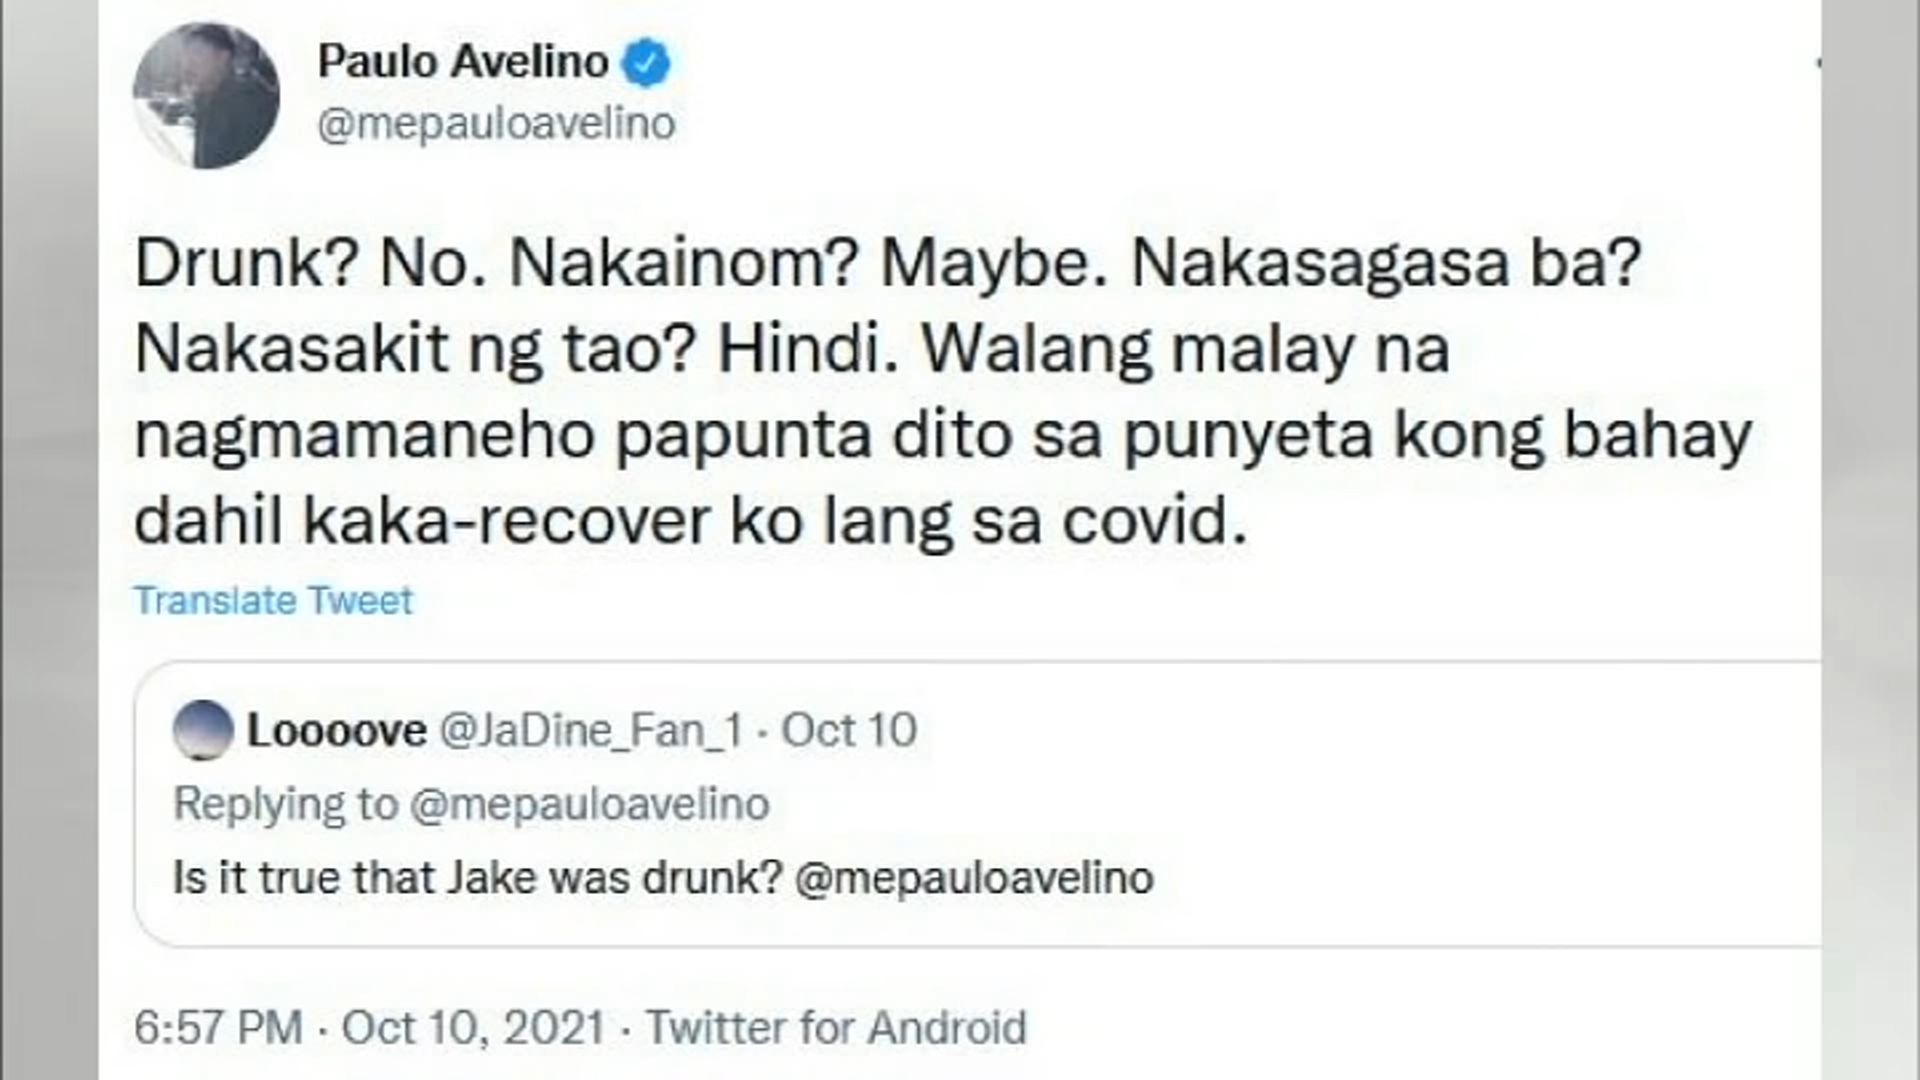 Paulo Avelino
@mepauloavelino
Drunk? No. Nakainom? Maybe. Nakasagasa ba?
Nakasakit ng tao? Hindi. Walang malay na
nagmamaneho papunta dito sa punyeta kong bahay
dahil kaka-recover ko lang sa covid.
Translate Tweet
Loooove @JaDine_Fan_1 · Oct 10
Replying to @mepauloavelino
Is it true that Jake was drunk? @mepauloavelino
6:57 PM · Oct 10, 2021 · Twitter for Android